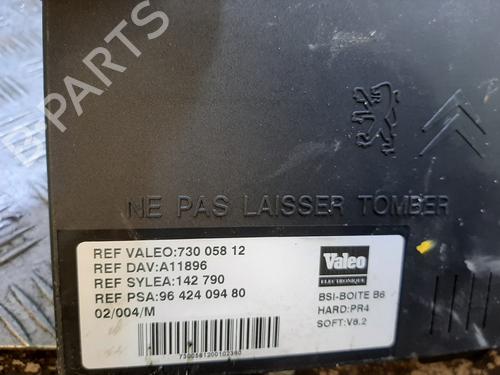 B-PARTS
NE PAS LAISSER TOMBER
REF VALEO:730 058 12
REF DAV:A11896
REF SYLEA:142 790
REF PSA:96 424 094 80
02/004/M
Valeo
ELECTRONIQUE
BSI-BOITE B6
HARD:PR4
SOFT:V8.2